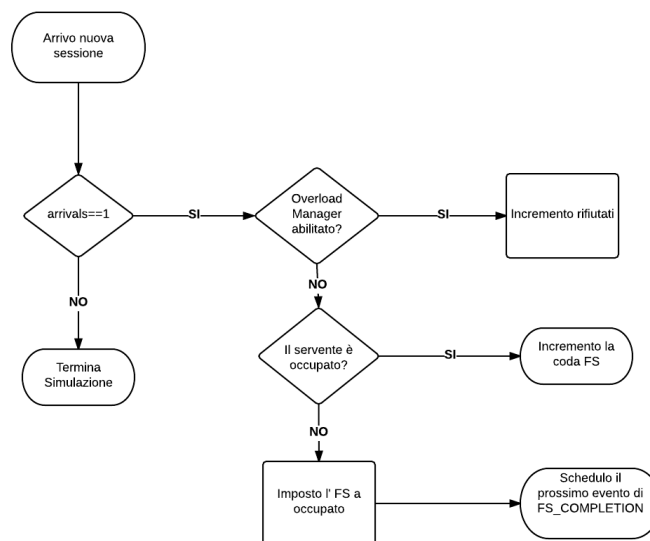 Arrivo nuova
sessione
arrivals==1
SI
Overload
Manager
abilitato?
SI
Incremento rifiutati
NO
NO
Termina
Simulazione
Il servente è
occupato?
SI
Incremento la
coda FS
NO
Imposto l' FS a
occupato
Schedulo il
prossimo evento di
FS_COMPLETION